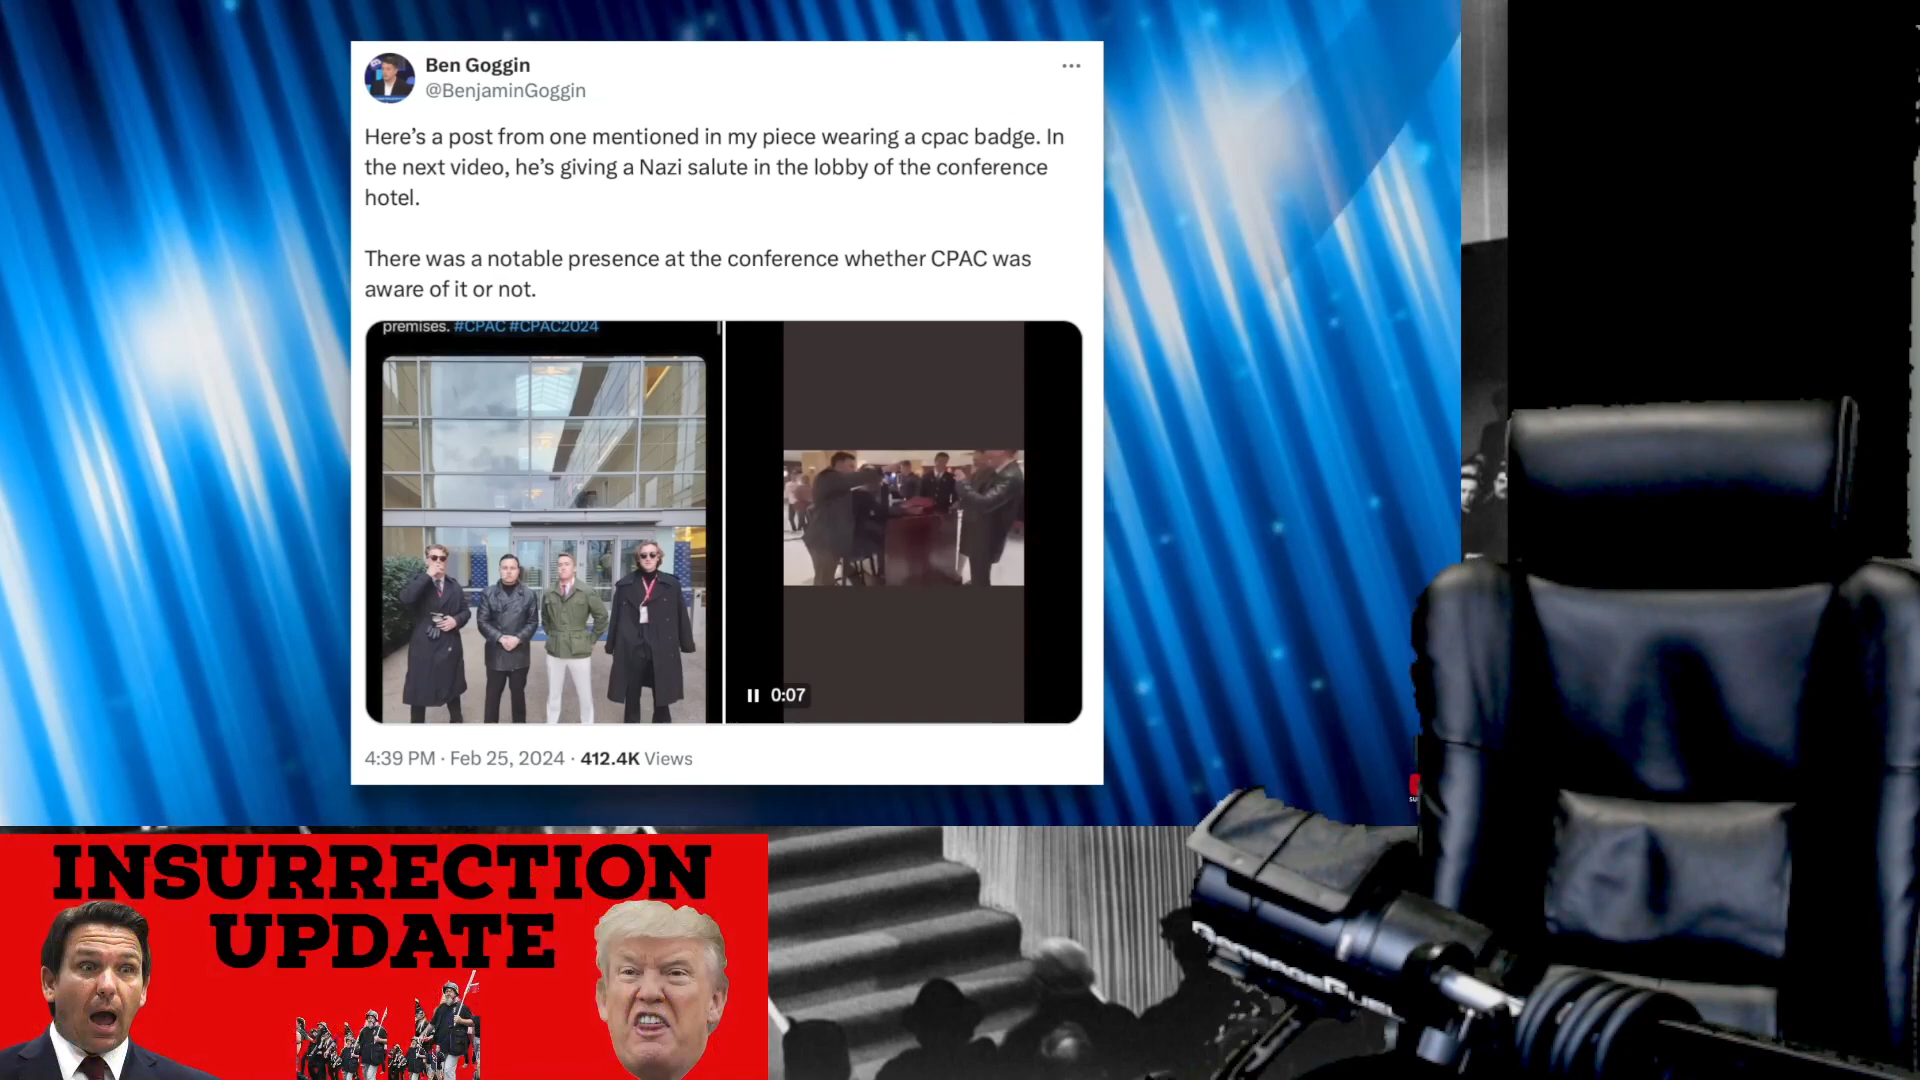 Ben Goggin
@BenjaminGoggin
Here’s a post from one mentioned in my piece wearing a cpac badge. In
the next video, he’s giving a Nazi salute in the lobby of the conference
hotel.
There was a notable presence at the conference whether CPAC was
aware of it or not.
premises. #CPAC #CPAC2024
0:07
4:39 PM · Feb 25, 2024 · 412.4K Views
INSURRECTION
UPDATE